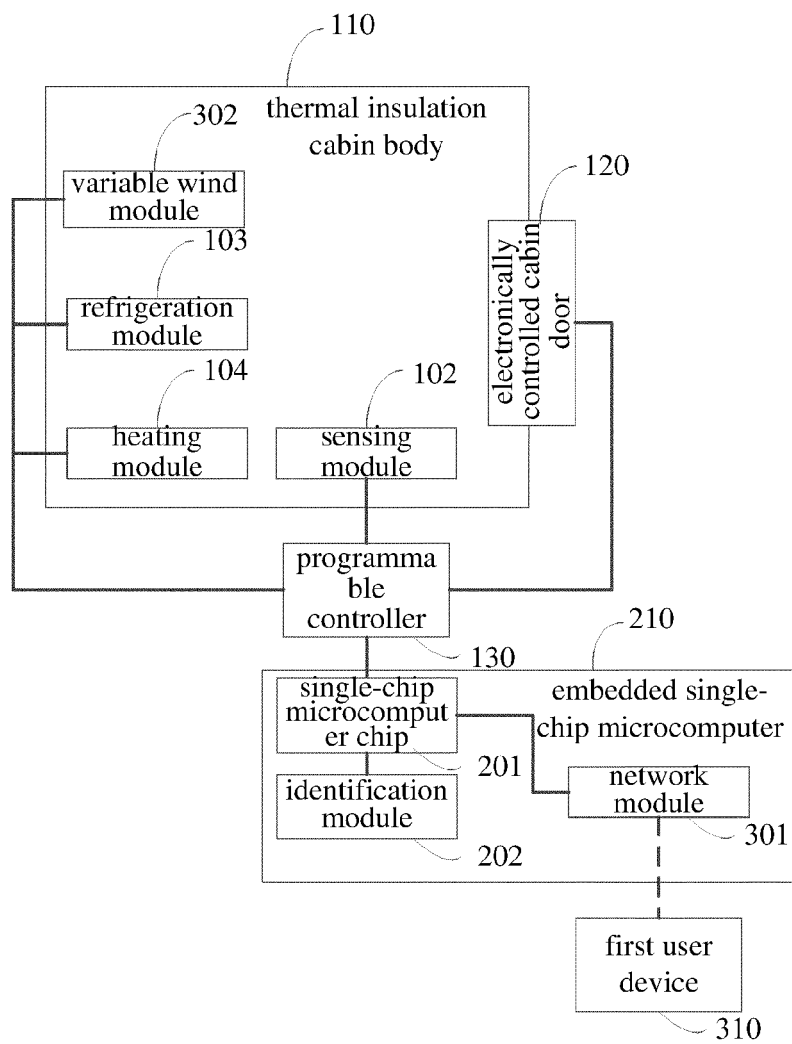 110
thermal insulation
cabin body
302
variable wind
module
120
electronically
controlled cabin
door
103
refrigeration
module
104
heating
module
102
sensing
module
programma
ble
controller
130
210
single-chip
microcomput
er chip
201
embedded single-
chip microcomputer
identification
module
202
network
module
301
first user
device
310